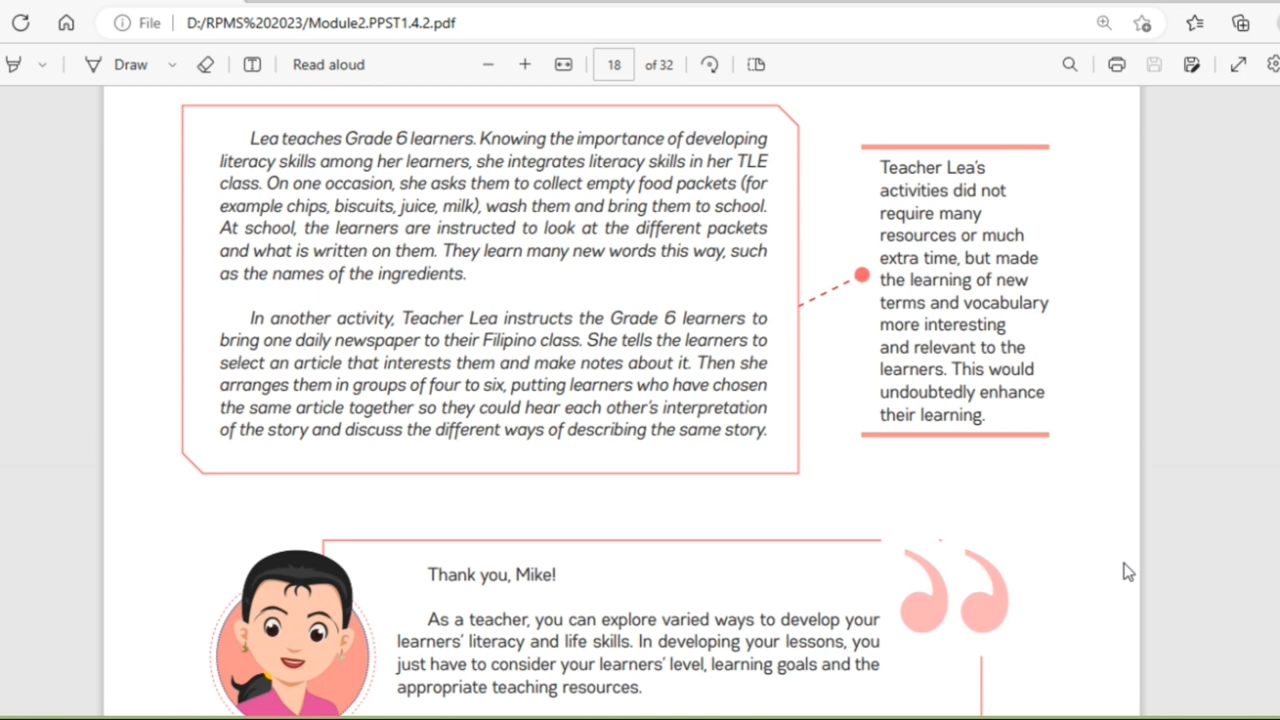 File
D:/RPMS%202023/Module2.PPST1.4.2.pdf
Draw
Read aloud
18
of 32
Lea teaches Grade 6 learners. Knowing the importance of developing
literacy skills among her learners, she integrates literacy skills in her TLE
class. On one occasion, she asks them to collect empty food packets (for
example chips, biscuits, juice, milk), wash them and bring them to school.
At school, the learners are instructed to look at the different packets
and what is written on them. They learn many new words this way, such
as the names of the ingredients.
In another activity, Teacher Lea instructs the Grade 6 learners to
bring one daily newspaper to their Filipino class. She tells the learners to
select an article that interests them and make notes about it. Then she
arranges them in groups of four to six, putting learners who have chosen
the same article together so they could hear each other's interpretation
of the story and discuss the different ways of describing the same story.
Teacher Lea's
activities did not
require many
resources or much
extra time, but made
the learning of new
terms and vocabulary
more interesting
and relevant to the
learners. This would
undoubtedly enhance
their learning.
Thank you, Mike!
As a teacher, you can explore varied ways to develop your
learners' literacy and life skills. In developing your lessons, you
just have to consider your learners' level, learning goals and the
appropriate teaching resources.